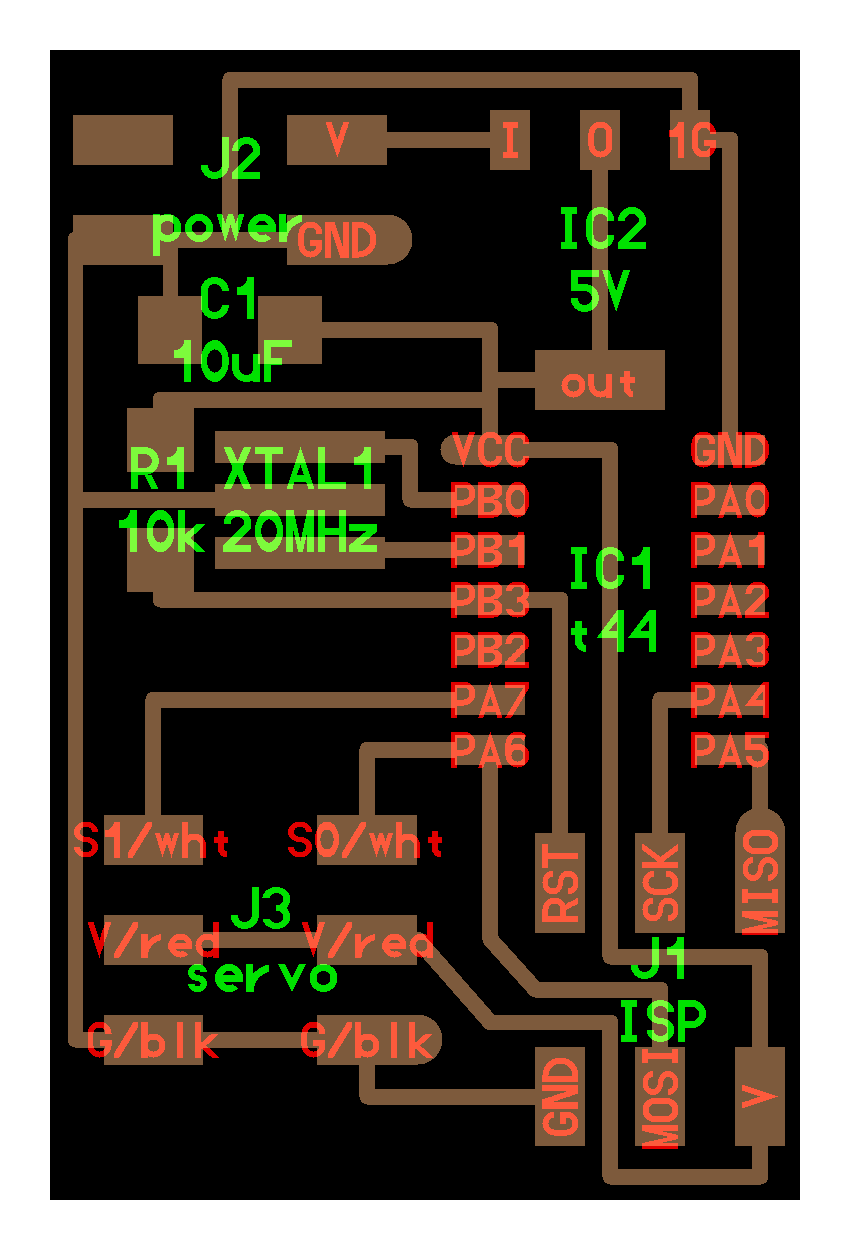 V
I
O
1G
J2
power
GND
IC2
5V
C1
10uF
out
VCC
GND
R1
10k
XTAL1
20MHz
PB0
PA0
PB1
PA1
IC1
t44
PB3
PA2
PB2
PA3
PA7
PA4
PA6
PA5
S1/wht
S0/wht
RST
SCK
MISO
J3
servo
V/red
V/red
J1
ISP
G/blk
G/blk
GND
MOSI
V